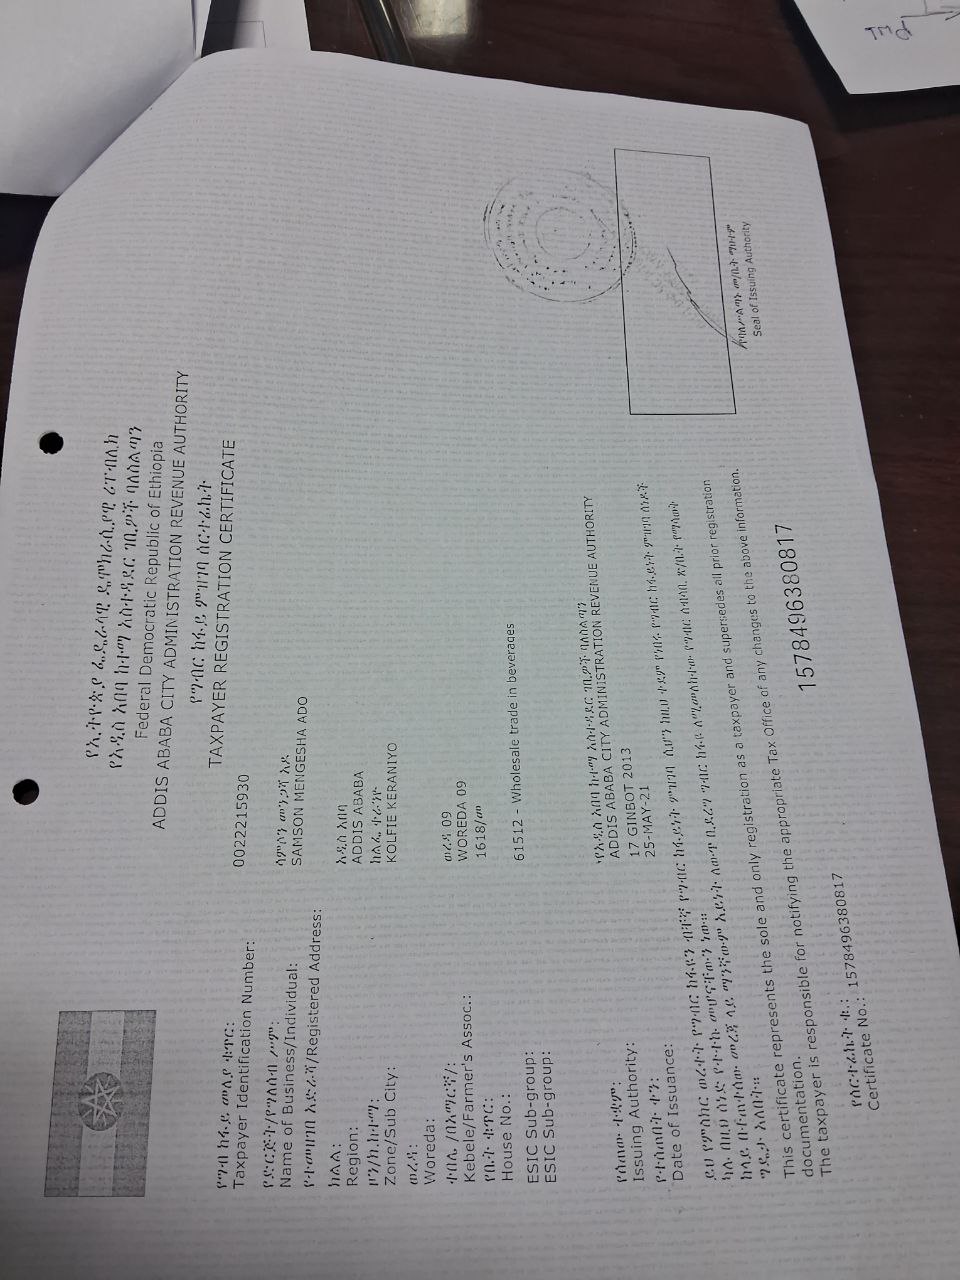 የኢትዮጵያ ፌዴራላዊ ዴሞክራሲያዊ ሪፐብሊክ
የአዲስ አበባ ከተማ አስተዳደር ገቢዎች ባለስልጣን
Federal Democratic Republic of Ethiopia
ADDIS ABABA CITY ADMINISTRATION REVENUE AUTHORITY
የግብር ከፋይ ምዝገባ ሰርተፊኬት
TAXPAYER REGISTRATION CERTIFICATE
የግብ ከፋይ መለያ ቁጥር:
Taxpayer Identification Number: 0022215930
የድርጅት/የግለሰብ ሥም: ሳምሶን መንጋሻ አዶ
Name of Business/Individual: SAMSON MENGESHA ADO
የተመዘገበ አድራሻ/Registered Address:
ክልል: አዲስ አበባ
Region: ADDIS ABABA
ዞን/ክ.ከተማ: ከልፌ ቀራንዮ
Zone/Sub City: KOLFIE KERANIYO
ወረዳ:
Woreda:
ተበሌ /በአማርኛ/: ወረዳ 09
Kebele/Farmer's Assoc.: WOREDA 09
የቤት ቁጥር: 1618/መ
House No.:
ESIC Sub-group: 61512 - Wholesale trade in beverages
ESIC Sub-group:
የሰጠው ተቋም: የአዲስ አበባ ከተማ አስተዳደር ገቢዎች ባለስልጣን
Issuing Authority: ADDIS ABABA CITY ADMINISTRATION REVENUE AUTHORITY
የተሰጠበት ቀን: 17 GINBOT 2013
Date of Issuance: 25-MAY-21
ይህ የምስክር ወረቀት የግብር ከፋዩን ብቸኛ የግብር ከፋይነት ምዝገባ ሲሆን ከዚህ ተደም የነበሩ የግብር ከፋይነት ምዝገባ ሰነዶች
ካሉ በዚህ ሰነድ የተተኩ መሆናቸውን ነው።
ከላይ በተጠተሰው መረጃ ላይ ማንኛውም አይነት ለውጥ ቢደረግ ግብር ከፋዩ ለሚመለከተው የግብር ሰብሳቢ ጽ/ቤት የማሳወት
ግዴታ አለበት።
This certificate represents the sole and only registration as a taxpayer and supersedes all prior registration
documentation.
The taxpayer is responsible for notifying the appropriate Tax Office of any changes to the above information.
የባለሥልጣኑ መ/ቤት ማህተም
Seal of Issuing Authority
1578496380817
የሰርተፊኬት ቁ.:
Certificate No.: 1578496380817